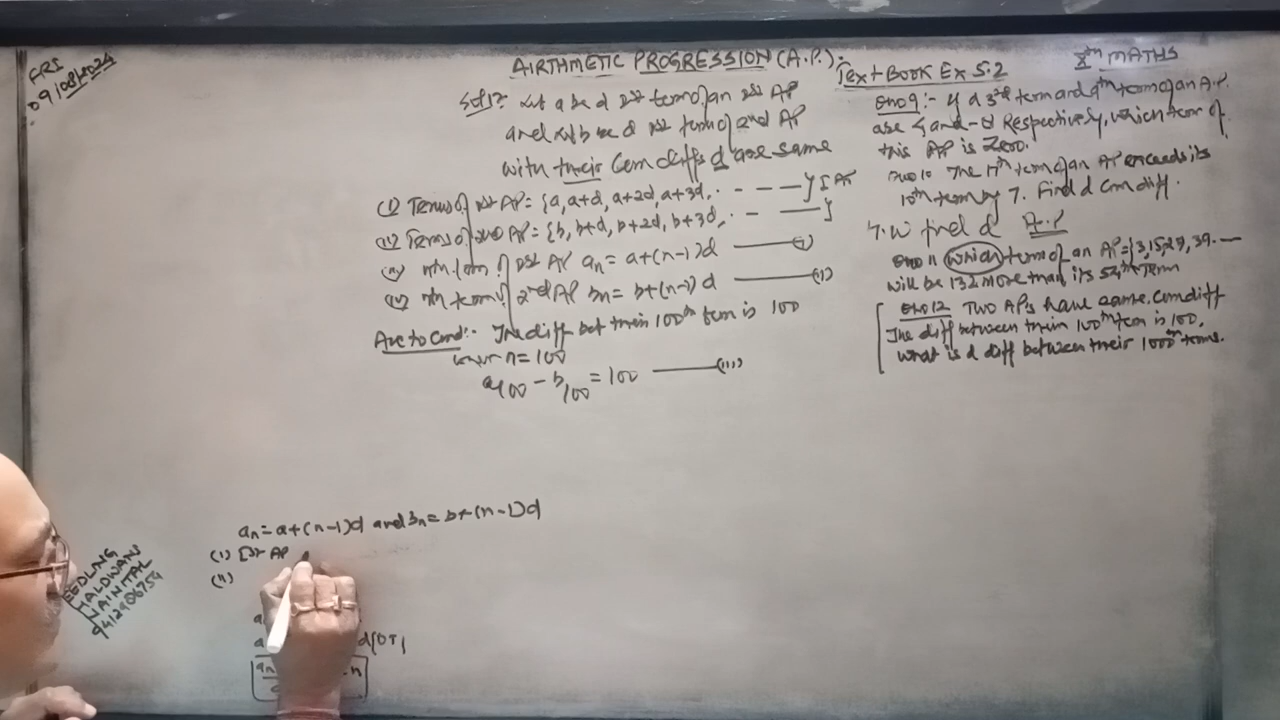 FRI
09/08/2024
AIRTHMETIC PROGRESSION (A.P.):-
Text Book Ex 5.2
Xth MATHS
Sol12 Let a be d 1st term of an 1st AP
and let b be d 1st term of 2nd AP
with their Com diffs d are same
(I) Terms of 1st AP = {a, a+d, a+2d, a+3d, - - - —}
(II) Terms of 2nd AP = {b, b+d, b+2d, b+3d, - —}
nth term of 1st AP an = a+(n-1)d —(I)
(IV) nth term of 2nd AP bn = b+(n-1)d —(II)
Acc to Cond:- The diff bet their 100th term is 100
n = 100
a100 - b100 = 100 —(III)
Qno 9:- If d 3rd term and 9th term of an A.P.
are 4 and -8 Respectively, which term of
this AP is Zero.
Qno 10 The 17th term of an AP exceeds its
10th term by 7. Find d Com diff.
T.W find d A.P
Qno 11 which term of an AP = {3, 15, 27, 39. —
will be 132 more than its 54th Term
Qno 12 Two APs have same Com diff
The diff between their 100th term is 100,
what is d diff between their 1000th terms.
an = a+(n-1)d and bn = b+(n-1)d
(I) 1st AP
(II)
HALDWANI
NAINITAL
9412906754
an